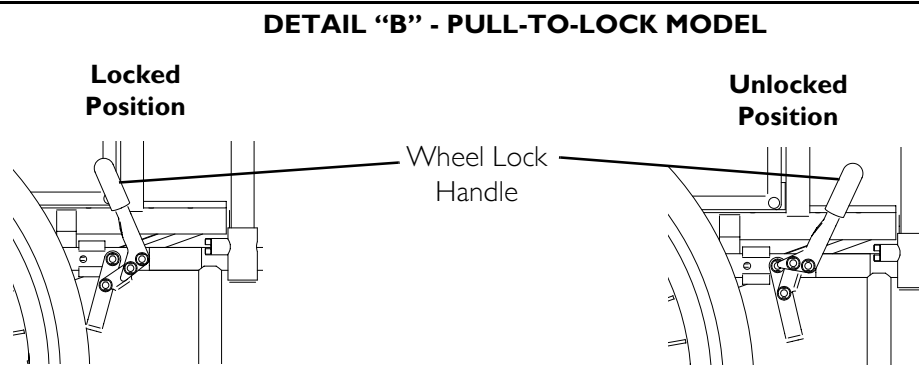 DETAIL “B” - PULL-TO-LOCK MODEL
Locked
Position
Unlocked
Position
Wheel Lock
Handle